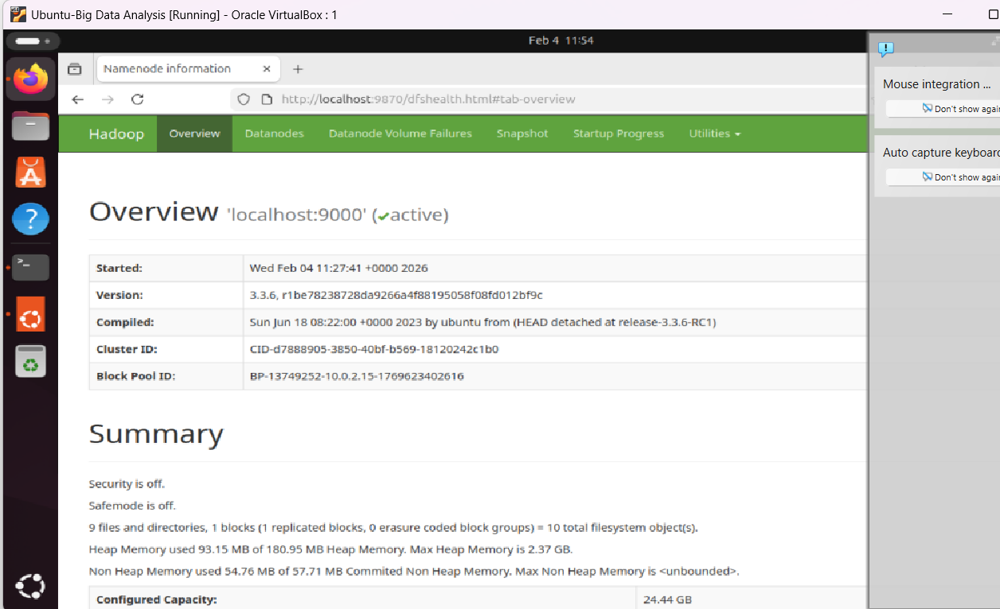 Ubuntu-Big Data Analysis [Running] - Oracle VirtualBox : 1
Feb 4 11:54
Namenode information
http://localhost:9870/dfshealth.html#tab-overview
Mouse integration ...
Don't show again
Auto capture keyboard
Don't show again
Hadoop Overview Datanodes Datanode Volume Failures Snapshot Startup Progress Utilities
Overview 'localhost:9000' (✔active)
Started: Wed Feb 04 11:27:41 +0000 2026
Version: 3.3.6, r1be78238728da9266a4f88195058f08fd012bf9c
Compiled: Sun Jun 18 08:22:00 +0000 2023 by ubuntu from (HEAD detached at release-3.3.6-RC1)
Cluster ID: CID-d7888905-3850-40bf-b569-18120242c1b0
Block Pool ID: BP-13749252-10.0.2.15-1769623402616
Summary
Security is off.
Safemode is off.
9 files and directories, 1 blocks (1 replicated blocks, 0 erasure coded block groups) = 10 total filesystem object(s).
Heap Memory used 93.15 MB of 180.95 MB Heap Memory. Max Heap Memory is 2.37 GB.
Non Heap Memory used 54.76 MB of 57.71 MB Commited Non Heap Memory. Max Non Heap Memory is <unbounded>.
Configured Capacity: 24.44 GB